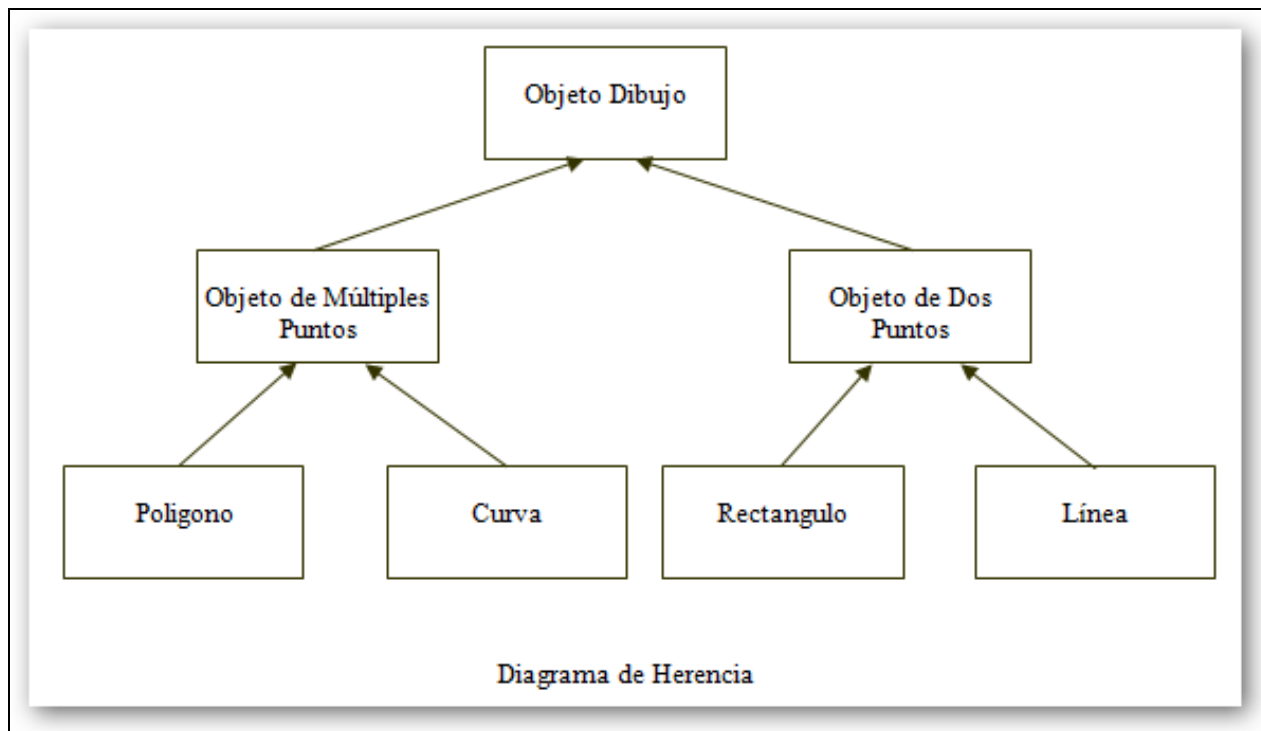 Objeto Dibujo
Objeto de Múltiples
Puntos
Objeto de Dos
Puntos
Poligono
Curva
Rectangulo
Línea
Diagrama de Herencia